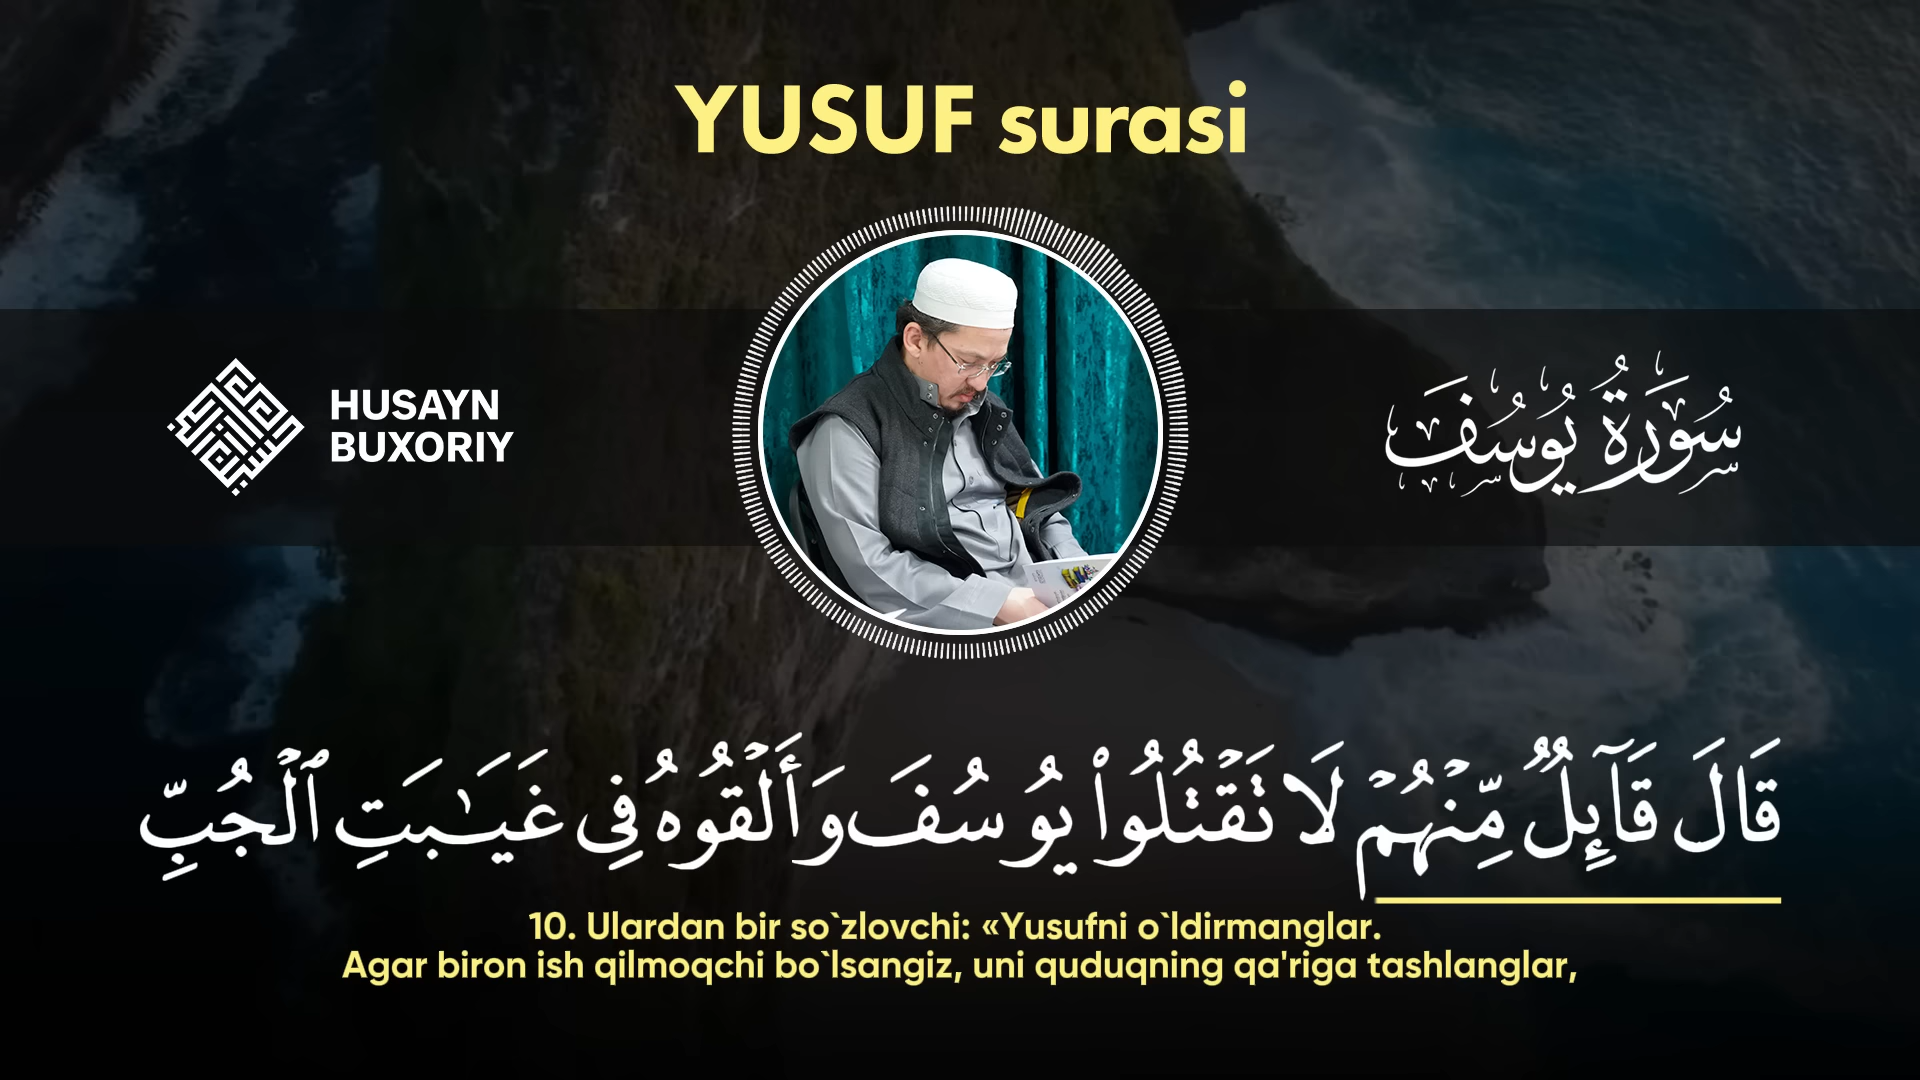 YUSUF surasi
HUSAYN
BUXORIY
سُورَةُ يُوسُفَ
قَالَ قَآئِلٌ مِّنْهُمْ لَا تَقْتُلُوا۟ يُوسُفَ وَأَلْقُوهُ فِى غَيَـٰبَتِ ٱلْجُبِّ
10. Ulardan bir so`zlovchi: «Yusufni o`ldirmanglar.
Agar biron ish qilmoqchi bo`lsangiz, uni quduqning qa'riga tashlanglar,